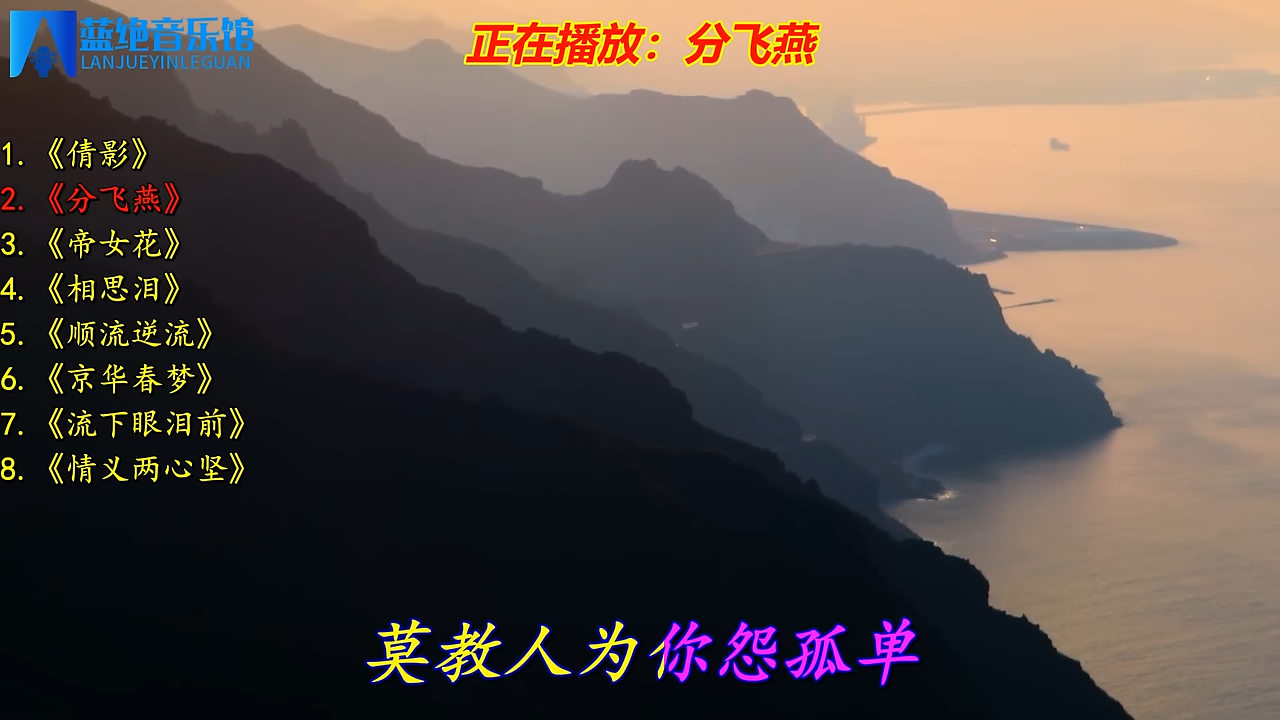 蓝绝音乐馆
LANJUEYINLEGUAN
正在播放：分飞燕
1.《倩影》
2.《分飞燕》
3.《帝女花》
4.《相思泪》
5.《顺流逆流》
6.《京华春梦》
7.《流下眼泪前》
8.《情义两心坚》
莫教人为你怨孤单